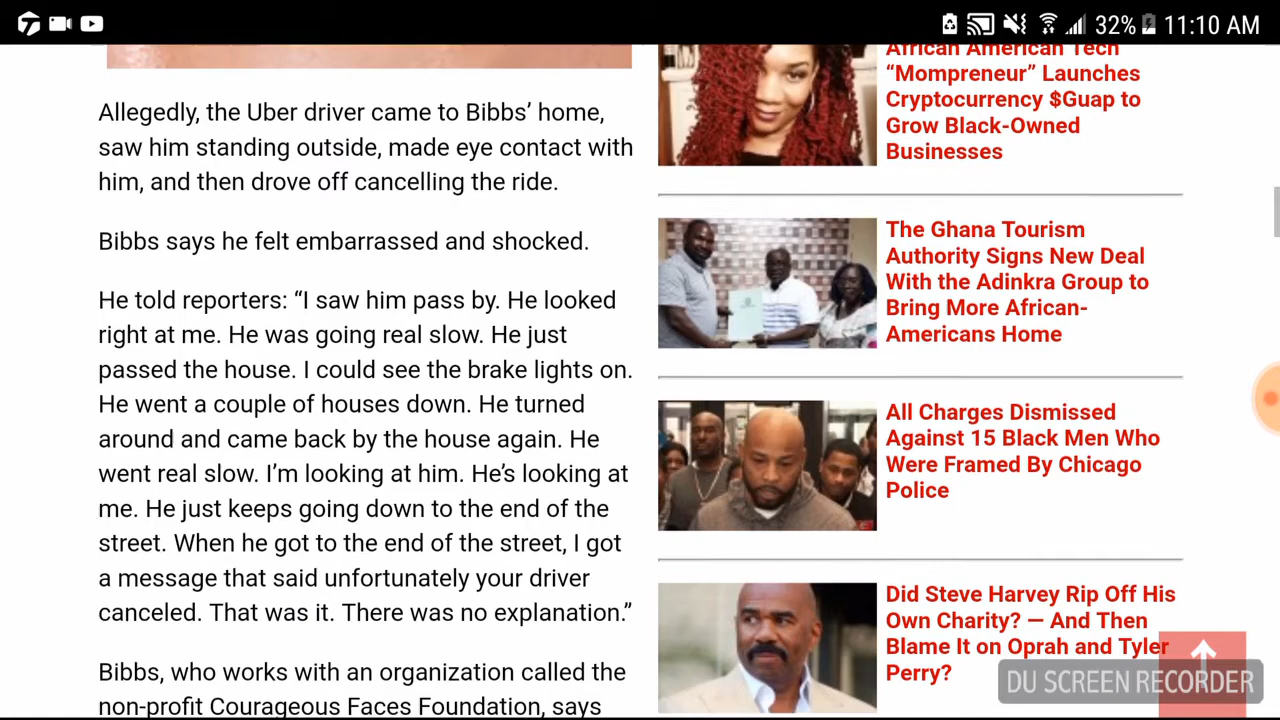 32% 11:10 AM
Allegedly, the Uber driver came to Bibbs’ home,
saw him standing outside, made eye contact with
him, and then drove off cancelling the ride.
Bibbs says he felt embarrassed and shocked.
He told reporters: “I saw him pass by. He looked
right at me. He was going real slow. He just
passed the house. I could see the brake lights on.
He went a couple of houses down. He turned
around and came back by the house again. He
went real slow. I’m looking at him. He’s looking at
me. He just keeps going down to the end of the
street. When he got to the end of the street, I got
a message that said unfortunately your driver
canceled. That was it. There was no explanation.”
Bibbs, who works with an organization called the
non-profit Courageous Faces Foundation, says
African American Tech
“Mompreneur” Launches
Cryptocurrency $Guap to
Grow Black-Owned
Businesses
The Ghana Tourism
Authority Signs New Deal
With the Adinkra Group to
Bring More African-
Americans Home
All Charges Dismissed
Against 15 Black Men Who
Were Framed By Chicago
Police
Did Steve Harvey Rip Off His
Own Charity? — And Then
Blame It on Oprah and Tyler
Perry?
DU SCREEN RECORDER